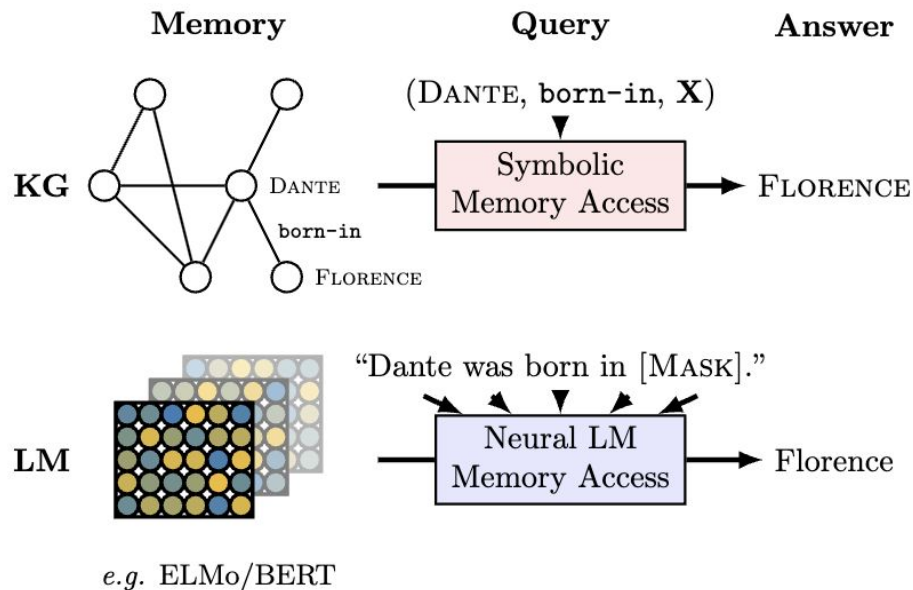 Memory Query Answer
(DANTE, born-in, X)
KG
DANTE
born-in
FLORENCE
Symbolic
Memory Access
FLORENCE
“Dante was born in [MASK].”
LM
Neural LM
Memory Access
Florence
e.g. ELMo/BERT